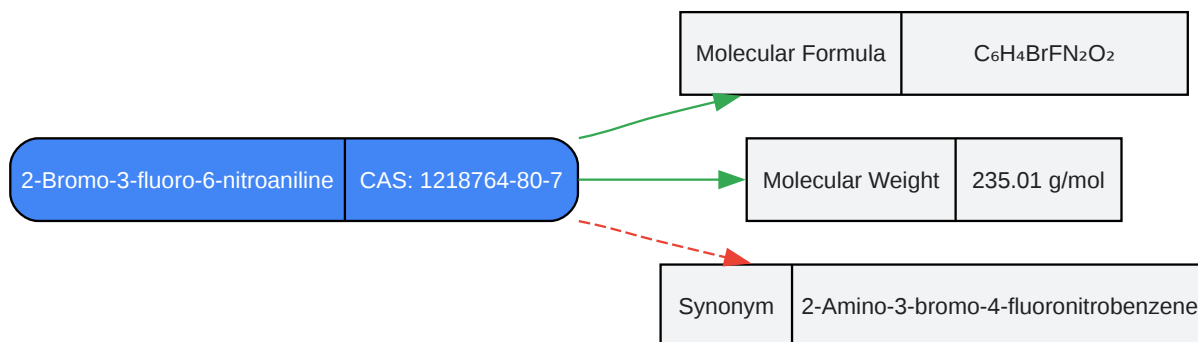 Molecular Formula C₆H₄BrFN₂O₂
2-Bromo-3-fluoro-6-nitroaniline CAS: 1218764-80-7 Molecular Weight 235.01 g/mol
Synonym 2-Amino-3-bromo-4-fluoronitrobenzene